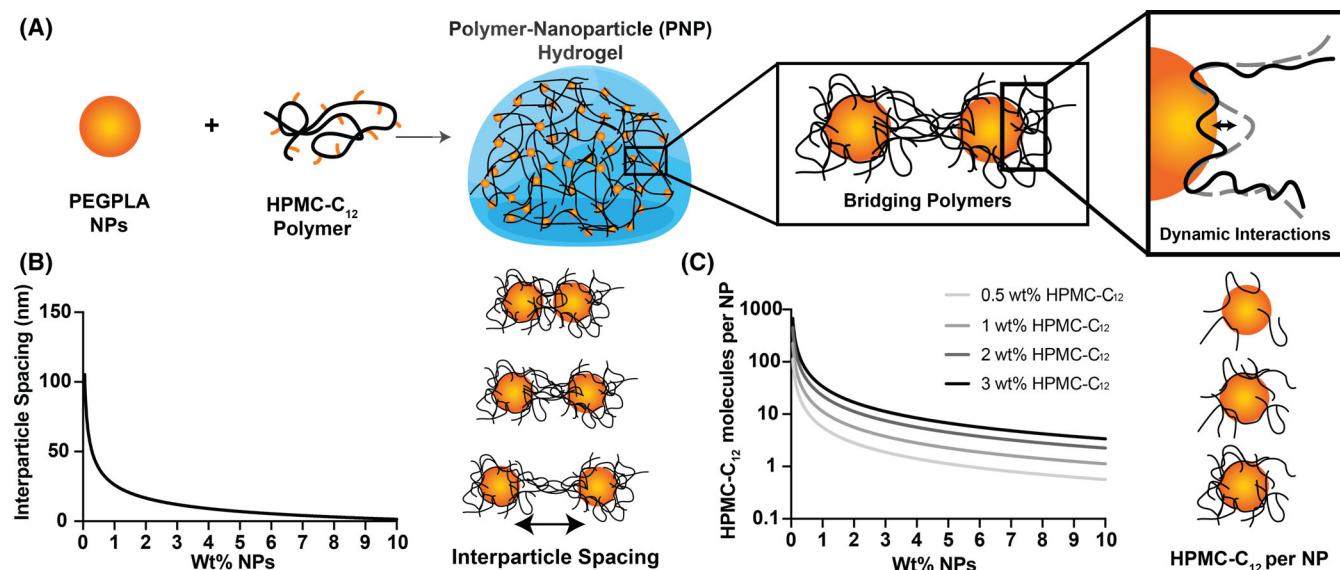 (A)
PEGPLA
NPs
+
HPMC-C₁₂
Polymer
Polymer-Nanoparticle (PNP)
Hydrogel
Bridging Polymers
Dynamic Interactions
(B)
Interparticle Spacing (nm)
150
100
50
0
0 1 2 3 4 5 6 7 8 9 10
Wt% NPs
Interparticle Spacing
(C)
HPMC-C₁₂ molecules per NP
1000
100
10
1
0.1
0 1 2 3 4 5 6 7 8 9 10
Wt% NPs
0.5 wt% HPMC-C₁₂
1 wt% HPMC-C₁₂
2 wt% HPMC-C₁₂
3 wt% HPMC-C₁₂
HPMC-C₁₂ per NP